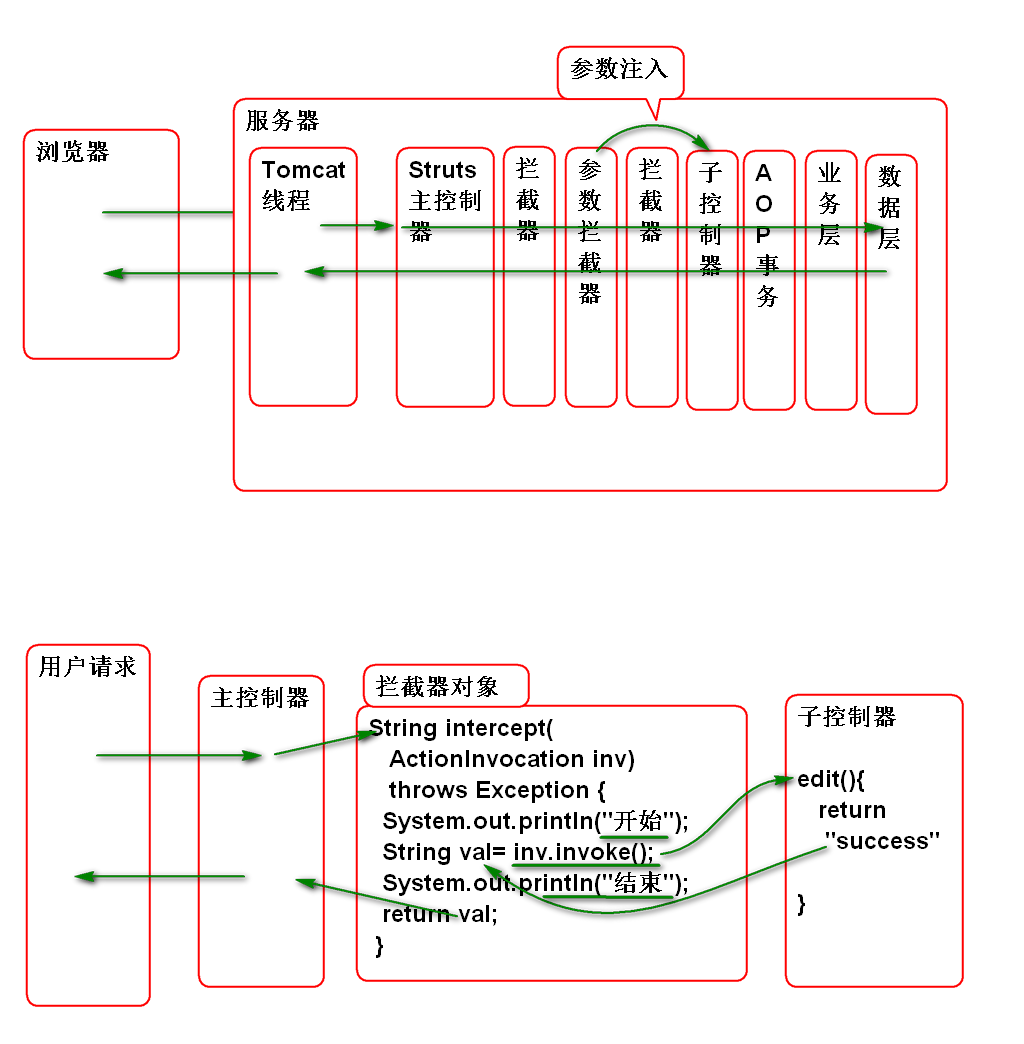 参数注入
服务器
浏览器
Tomcat
线程
Struts
主控制
器
拦
截
器
参
数
拦
截
器
拦
截
器
子
控
制
器
A
O
P
事
务
业
务
层
数
据
层
用户请求
主控制器
拦截器对象
String intercept(
ActionInvocation inv)
throws Exception {
System.out.println("开始");
String val= inv.invoke();
System.out.println("结束");
return val;
}
子控制器
edit(){
return
"success"
}